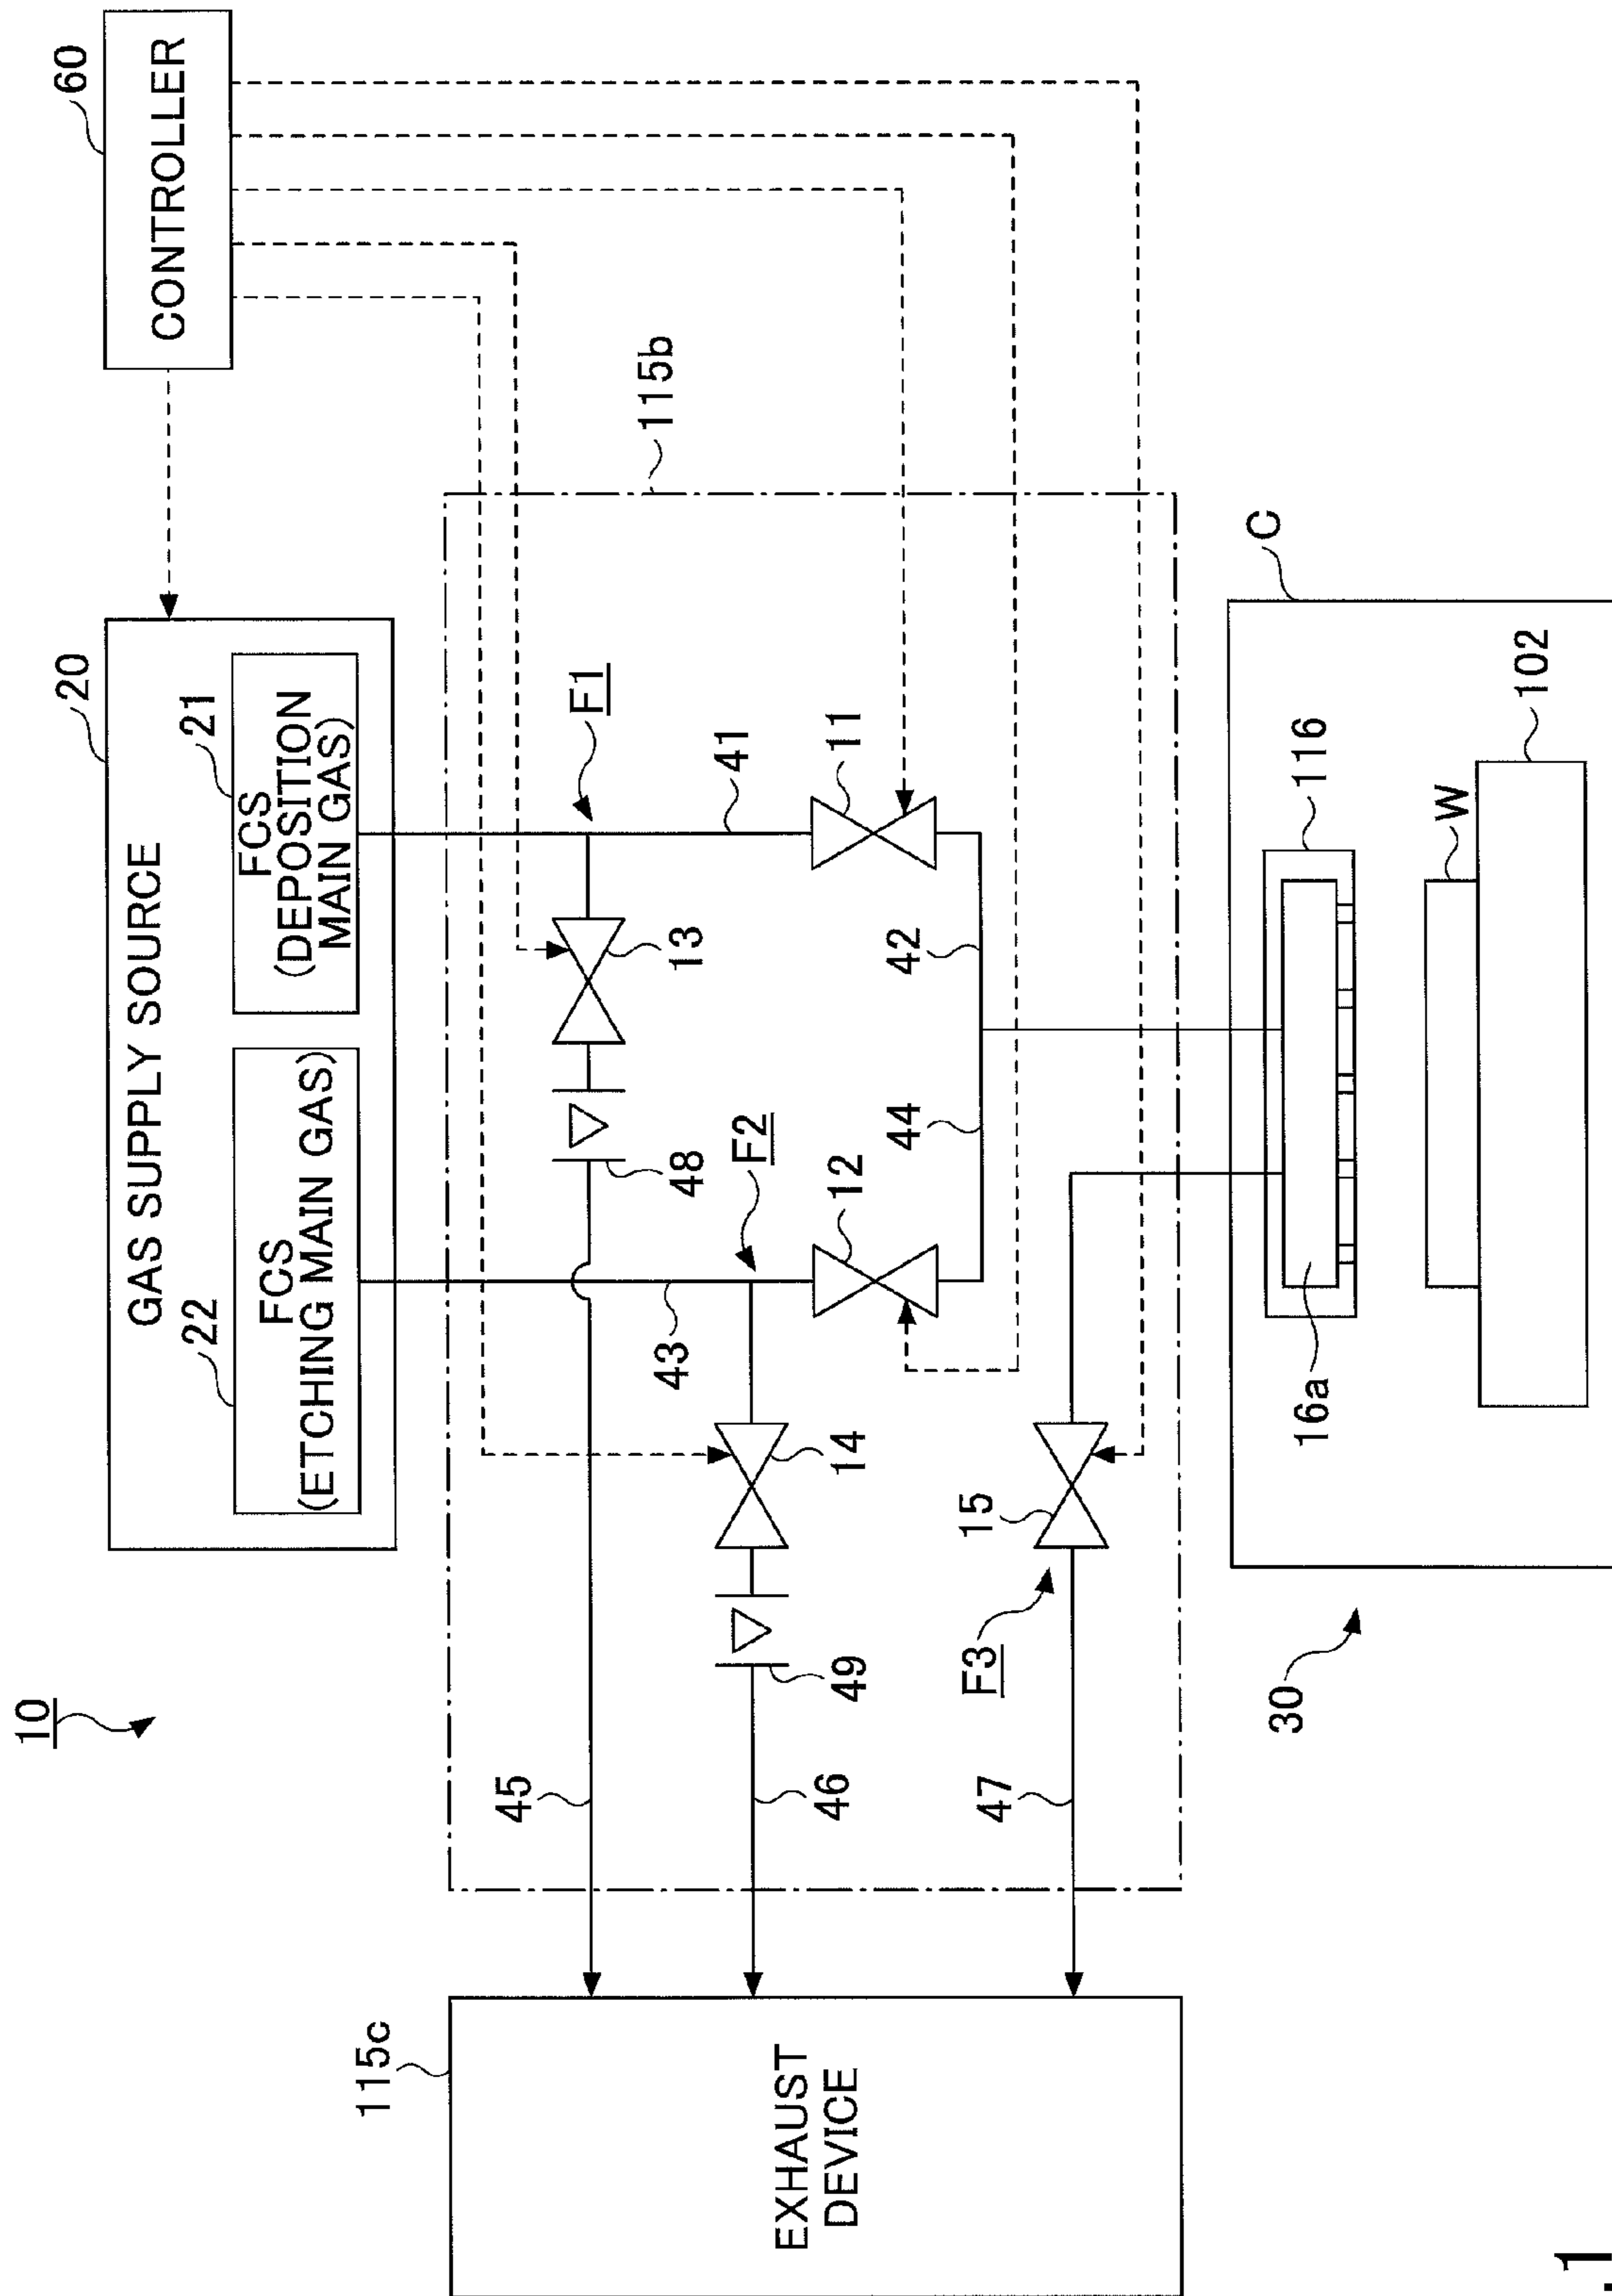 10
20
60
GAS SUPPLY SOURCE
CONTROLLER
22
21
FCS
(ETCHING MAIN GAS)
FCS
(DEPOSITION
MAIN GAS)
115c
EXHAUST
DEVICE
45
115b
F1
43
48
13
F2
41
46
49
14
12
11
44
42
47
F3
15
C
30
16a
116
W
102
.1